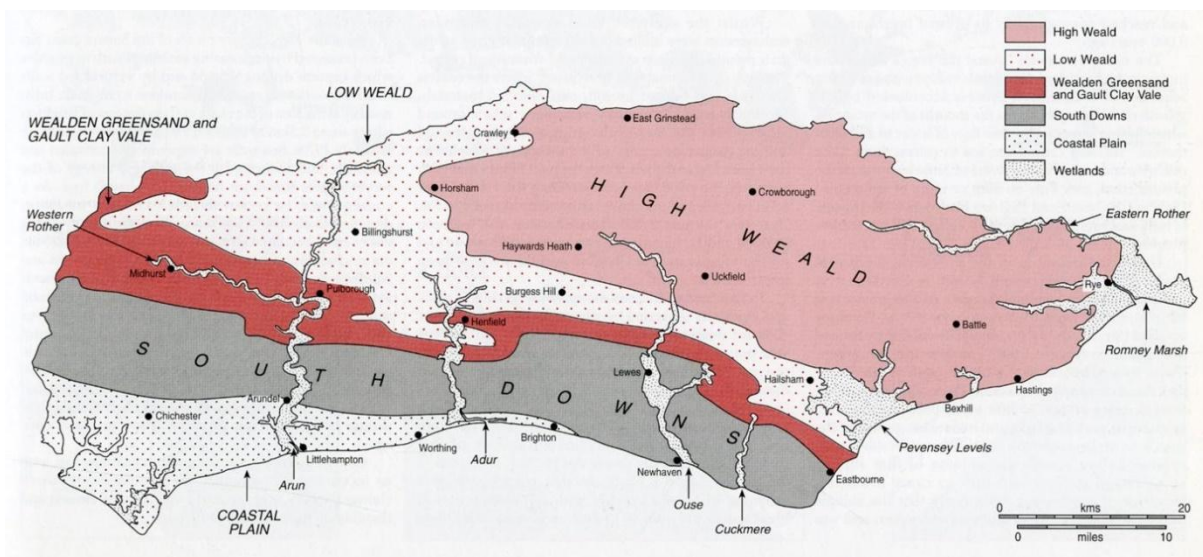 High Weald
Low Weald
Wealden Greensand
and Gault Clay Vale
South Downs
Coastal Plain
Wetlands
LOW WEALD
WEALDEN GREENSAND and
GAULT CLAY VALE
Crawley
East Grinstead
Horsham
HIGH
Crowborough
Western
Rother
Eastern Rother
Billingshurst
Haywards Heath
WEALD
Midhurst
Uckfield
Pulborough
Burgess Hill
Rye
Henfield
Battle
Romney Marsh
SOUTH DOWNS
Lewes
Hailsham
Arundel
Hastings
Chichester
Bexhill
Brighton
Worthing
Littlehampton
Adur
Pevensey Levels
Arun
Newhaven
Eastbourne
Ouse
COASTAL
PLAIN
Cuckmere
0 kms 20
0 miles 10